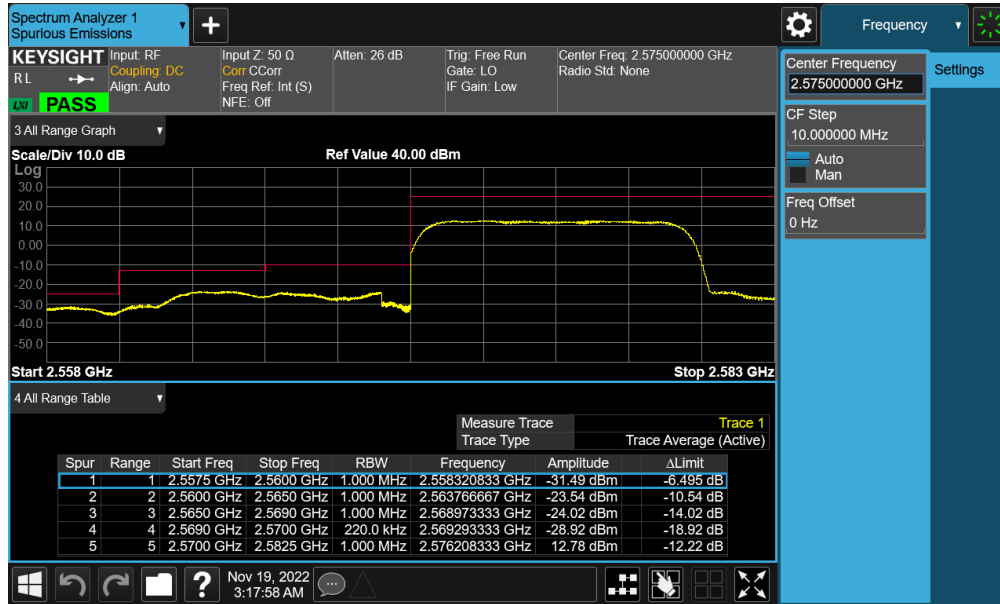 Spectrum Analyzer 1
Spurious Emissions
+
Frequency
KEYSIGHT
R L
LXI
PASS
Input: RF
Coupling: DC
Align: Auto
Input Z: 50 Ω
Corr CCorr
Freq Ref: Int (S)
NFE: Off
Atten: 26 dB
Trig: Free Run
Gate: LO
IF Gain: Low
Center Freq: 2.575000000 GHz
Radio Std: None
Center Frequency
2.575000000 GHz
Settings
CF Step
10.000000 MHz
Auto
Man
Freq Offset
0 Hz
3 All Range Graph
Scale/Div 10.0 dB
Ref Value 40.00 dBm
Log
30.0
20.0
10.0
0.00
-10.0
-20.0
-30.0
-40.0
-50.0
Start 2.558 GHz
Stop 2.583 GHz
4 All Range Table
Measure Trace Trace 1
Trace Type Trace Average (Active)
Spur Range Start Freq Stop Freq RBW Frequency Amplitude ΔLimit
1 1 2.5575 GHz 2.5600 GHz 1.000 MHz 2.558320833 GHz -31.49 dBm -6.495 dB
2 2 2.5600 GHz 2.5650 GHz 1.000 MHz 2.563766667 GHz -23.54 dBm -10.54 dB
3 3 2.5650 GHz 2.5690 GHz 1.000 MHz 2.568973333 GHz -24.02 dBm -14.02 dB
4 4 2.5690 GHz 2.5700 GHz 220.0 kHz 2.569293333 GHz -28.92 dBm -18.92 dB
5 5 2.5700 GHz 2.5825 GHz 1.000 MHz 2.576208333 GHz 12.78 dBm -12.22 dB
?
Nov 19, 2022
3:17:58 AM